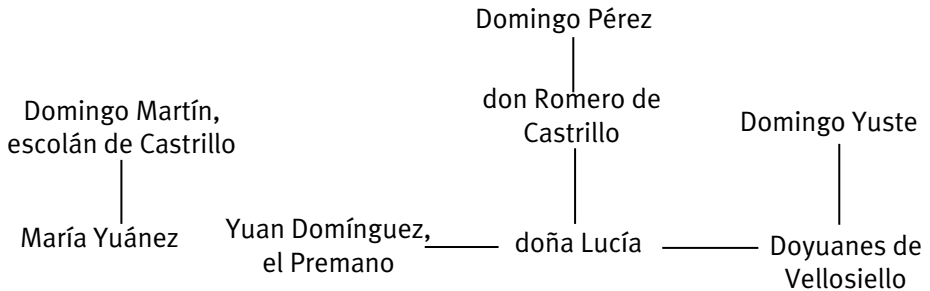 Domingo Pérez
don Romero de
Castrillo
Domingo Martín,
escolán de Castrillo
Domingo Yuste
María Yuánez
Yuan Domínguez,
el Premano
doña Lucía
Doyuanes de
Vellosiello